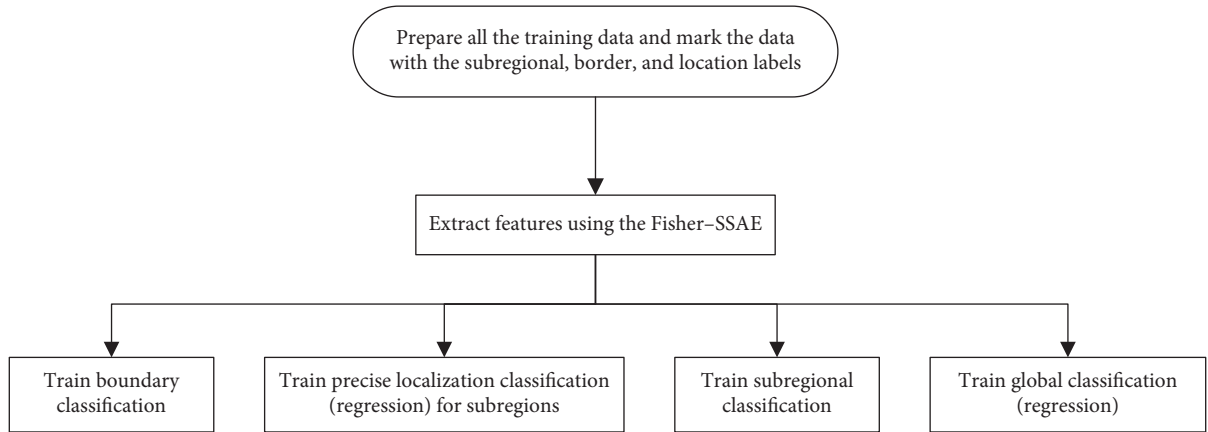 Prepare all the training data and mark the data
with the subregional, border, and location labels
Extract features using the Fisher–SSAE
Train boundary
classification
Train precise localization classification
(regression) for subregions
Train subregional
classification
Train global classification
(regression)